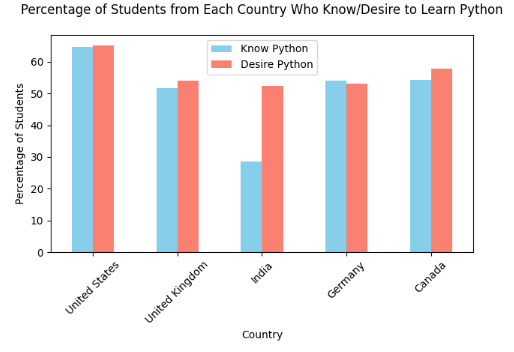 Percentage of Students from Each Country Who Know/Desire to Learn Python
Know Python
Desire Python
Percentage of Students
60
50
40
30
20
10
0
United States
United Kingdom
India
Germany
Canada
Country